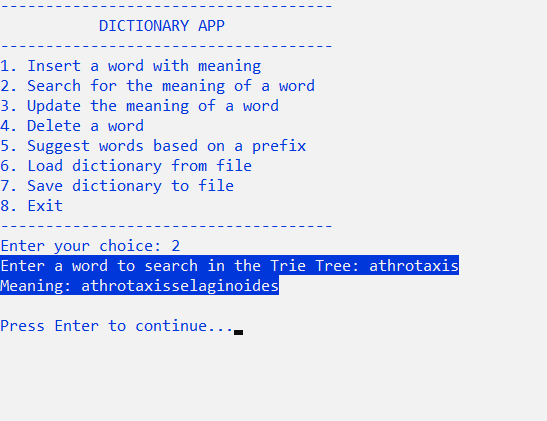 -------------------------------------
DICTIONARY APP
-------------------------------------
1. Insert a word with meaning
2. Search for the meaning of a word
3. Update the meaning of a word
4. Delete a word
5. Suggest words based on a prefix
6. Load dictionary from file
7. Save dictionary to file
8. Exit
-------------------------------------
Enter your choice: 2
Enter a word to search in the Trie Tree: athrotaxis
Meaning: athrotaxisselaginoides
Press Enter to continue...